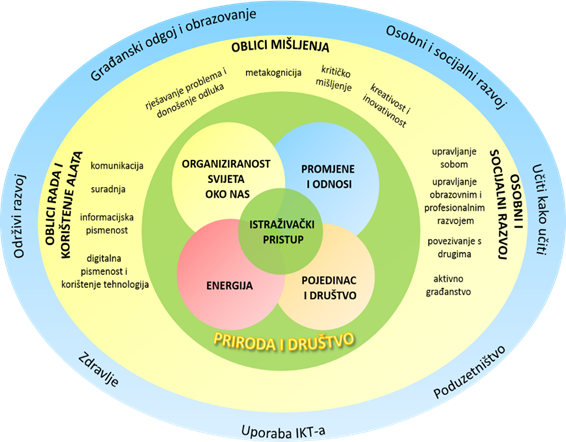 Građanski odgoj i obrazovanje
Osobni i socijalni razvoj
OBLICI MIŠLJENJA
rješavanje problema i
donošenje odluka
metakognicija
kritičko
mišljenje
kreativnost i
inovativnost
Održivi razvoj
OBLICI RADA I
KORIŠTENJE ALATA
komunikacija
suradnja
informacijska
pismenost
digitalna
pismenost i
korištenje tehnologija
ORGANIZIRANOST
SVIJETA
OKO NAS
PROMJENE
I ODNOSI
ISTRAŽIVAČKI
PRISTUP
ENERGIJA
POJEDINAC
I DRUŠTVO
PRIRODA I DRUŠTVO
upravljanje
sobom
upravljanje
obrazovnim i
profesionalnim
razvojem
povezivanje s
drugima
aktivno
građanstvo
OSOBNI I
SOCIJALNI RAZVOJ
Učiti kako učiti
Zdravlje
Uporaba IKT-a
Poduzetništvo